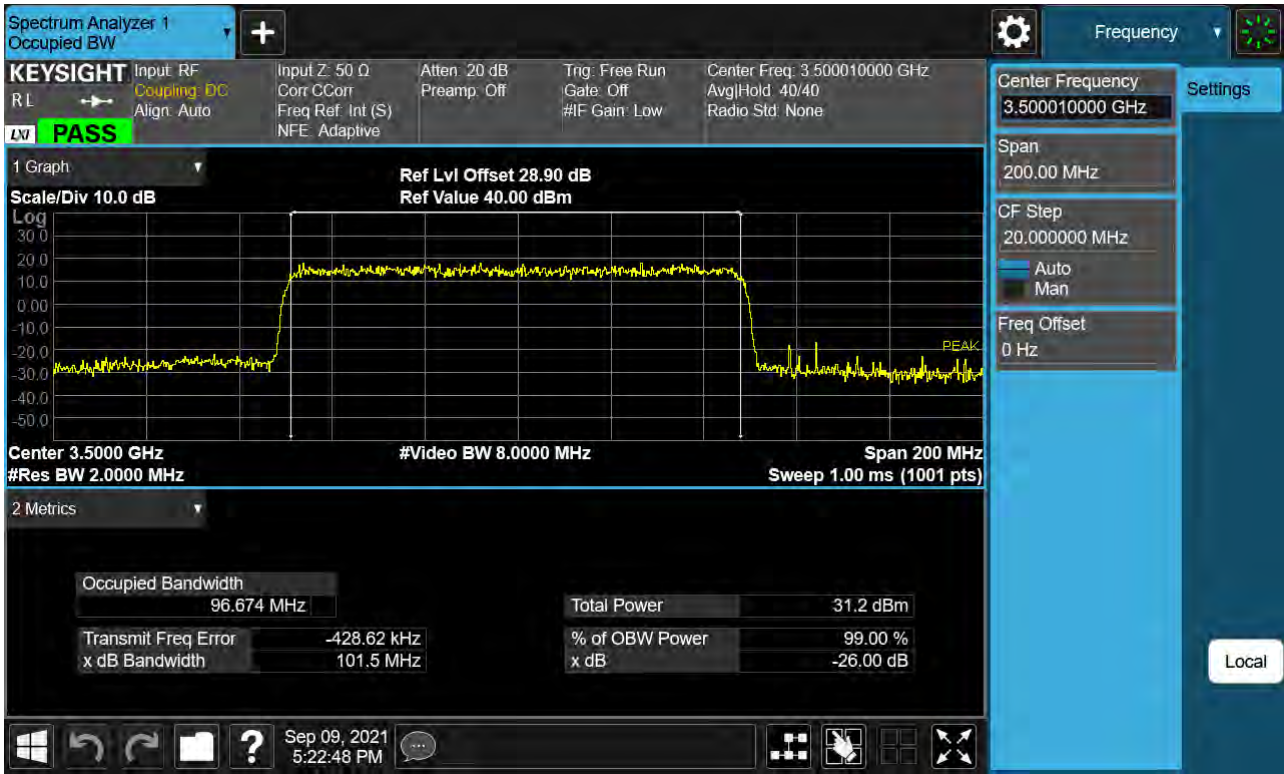 Spectrum Analyzer 1
Occupied BW
Frequency
KEYSIGHT
RL
LXI
PASS
Input: RF
Coupling: DC
Align: Auto
Input Z: 50 Ω
Corr CCorr
Freq Ref: Int (S)
NFE: Adaptive
Atten: 20 dB
Preamp: Off
Trig: Free Run
Gate: Off
#IF Gain: Low
Center Freq: 3.500010000 GHz
Avg|Hold: 40/40
Radio Std: None
Center Frequency
3.500010000 GHz
Settings
Span
200.00 MHz
CF Step
20.000000 MHz
Auto
Man
Freq Offset
0 Hz
Local
1 Graph
Scale/Div 10.0 dB
Ref Lvl Offset 28.90 dB
Ref Value 40.00 dBm
Log
30.0
20.0
10.0
0.00
-10.0
-20.0
-30.0
-40.0
-50.0
PEAK
Center 3.5000 GHz
#Video BW 8.0000 MHz
Span 200 MHz
#Res BW 2.0000 MHz
Sweep 1.00 ms (1001 pts)
2 Metrics
Occupied Bandwidth
96.674 MHz
Total Power 31.2 dBm
Transmit Freq Error -428.62 kHz
% of OBW Power 99.00 %
x dB Bandwidth 101.5 MHz
x dB -26.00 dB
Sep 09, 2021
5:22:48 PM